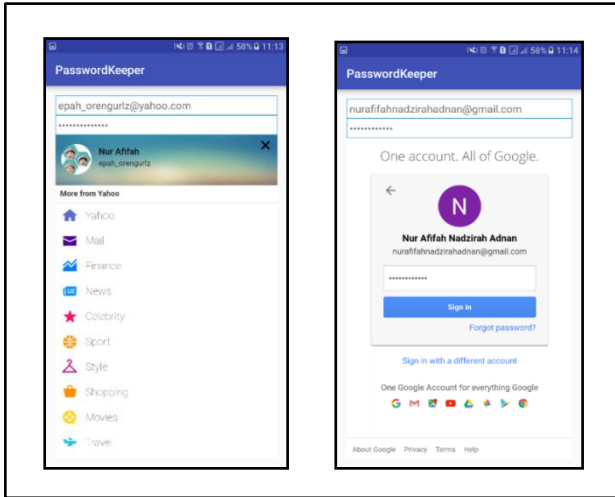 58% 11:13
PasswordKeeper
epah_orengurlz@yahoo.com
••••••••••••••
Nur Afifah
epah_orengurlz
More from Yahoo
Yahoo
Mail
Finance
News
Celebrity
Sport
Style
Shopping
Movies
Travel
58% 11:14
PasswordKeeper
nurafifahnadzirahadnan@gmail.com
••••••••••••
One account. All of Google.
N
Nur Afifah Nadzirah Adnan
nurafifahnadzirahadnan@gmail.com
••••••••••••
Sign in
Forgot password?
Sign in with a different account
One Google Account for everything Google
About Google Privacy Terms Help